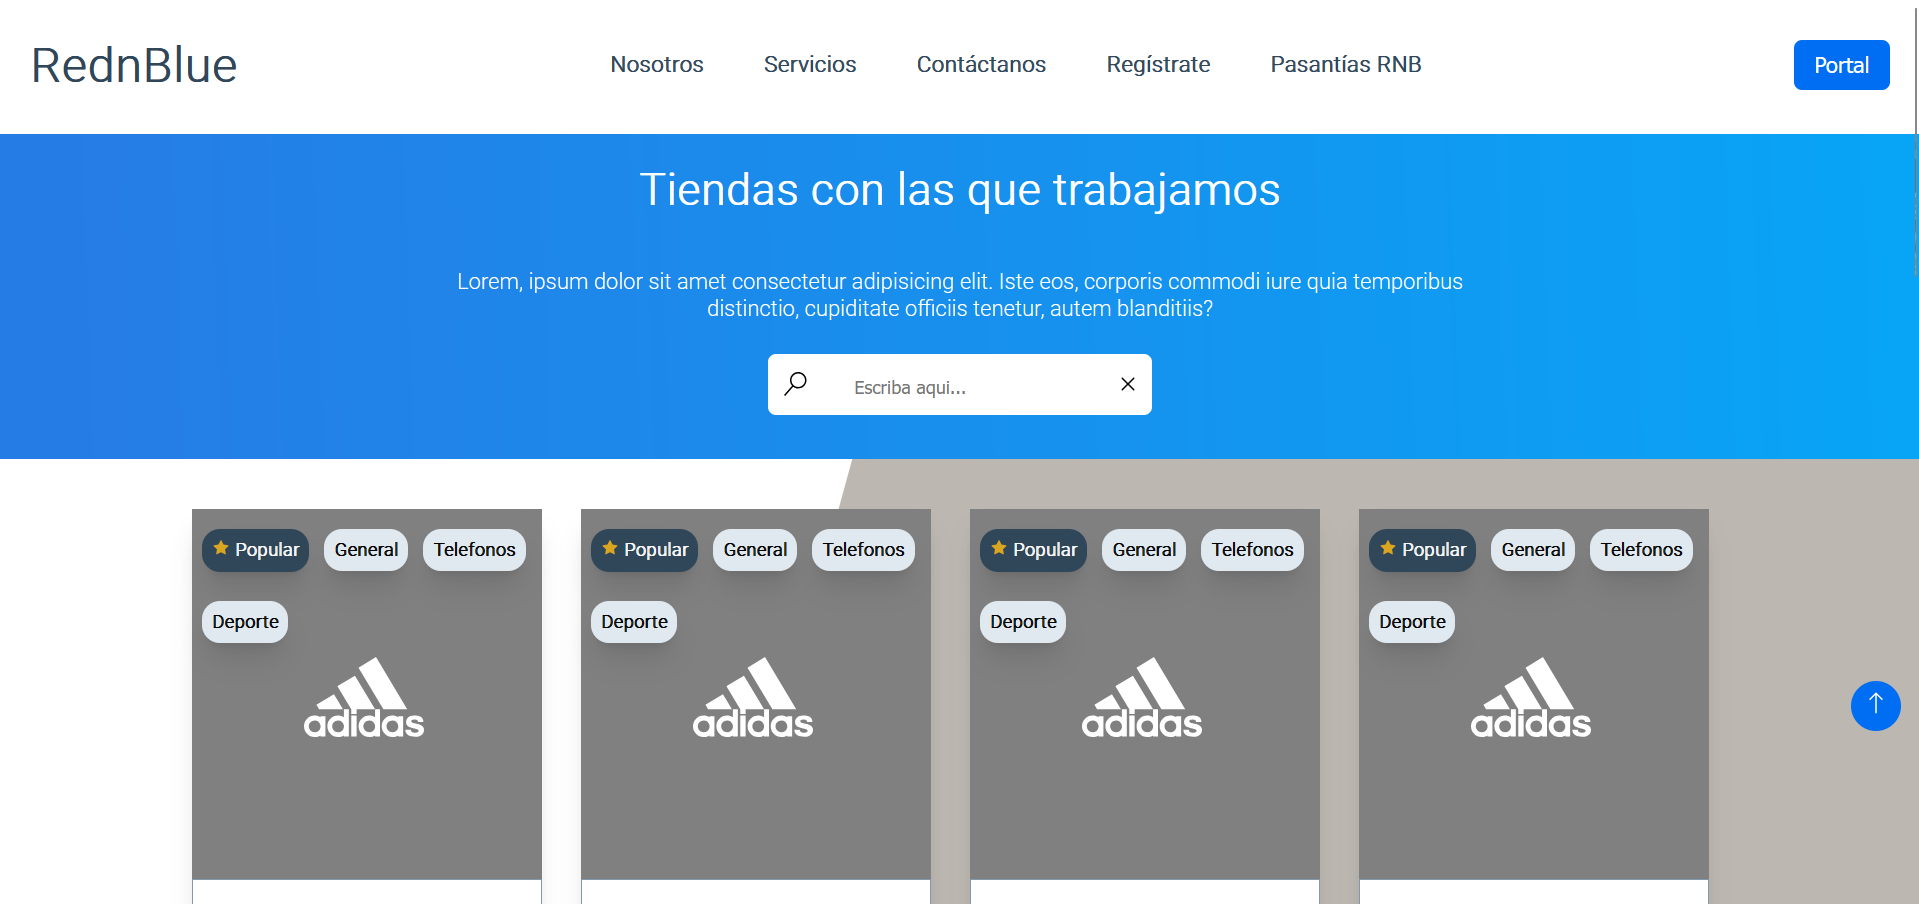 RednBlue
Nosotros
Servicios
Contáctanos
Regístrate
Pasantías RNB
Portal
Tiendas con las que trabajamos
Lorem, ipsum dolor sit amet consectetur adipisicing elit. Iste eos, corporis commodi iure quia temporibus
distinctio, cupiditate officiis tenetur, autem blanditiis?
Escriba aqui...
Popular
General
Telefonos
Deporte
adidas
Popular
General
Telefonos
Deporte
adidas
Popular
General
Telefonos
Deporte
adidas
Popular
General
Telefonos
Deporte
adidas